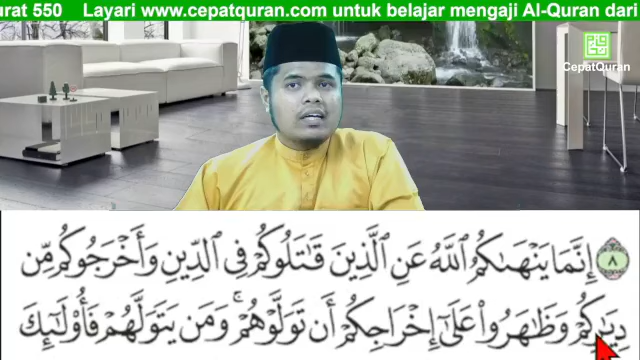 urat 550    Layari www.cepatquran.com untuk belajar mengaji Al-Quran dari
CepatQuran
٨ إِنَّمَا يَنْهَىٰكُمُ ٱللَّهُ عَنِ ٱلَّذِينَ قَٰتَلُوكُمْ فِى ٱلدِّينِ وَأَخْرَجُوكُم مِّن
دِيَٰرِكُمْ وَظَٰهَرُوا۟ عَلَىٰٓ إِخْرَاجِكُمْ أَن تَوَلَّوْهُمْ ۚ وَمَن يَتَوَلَّهُمْ فَأُو۟لَٰٓئِكَ